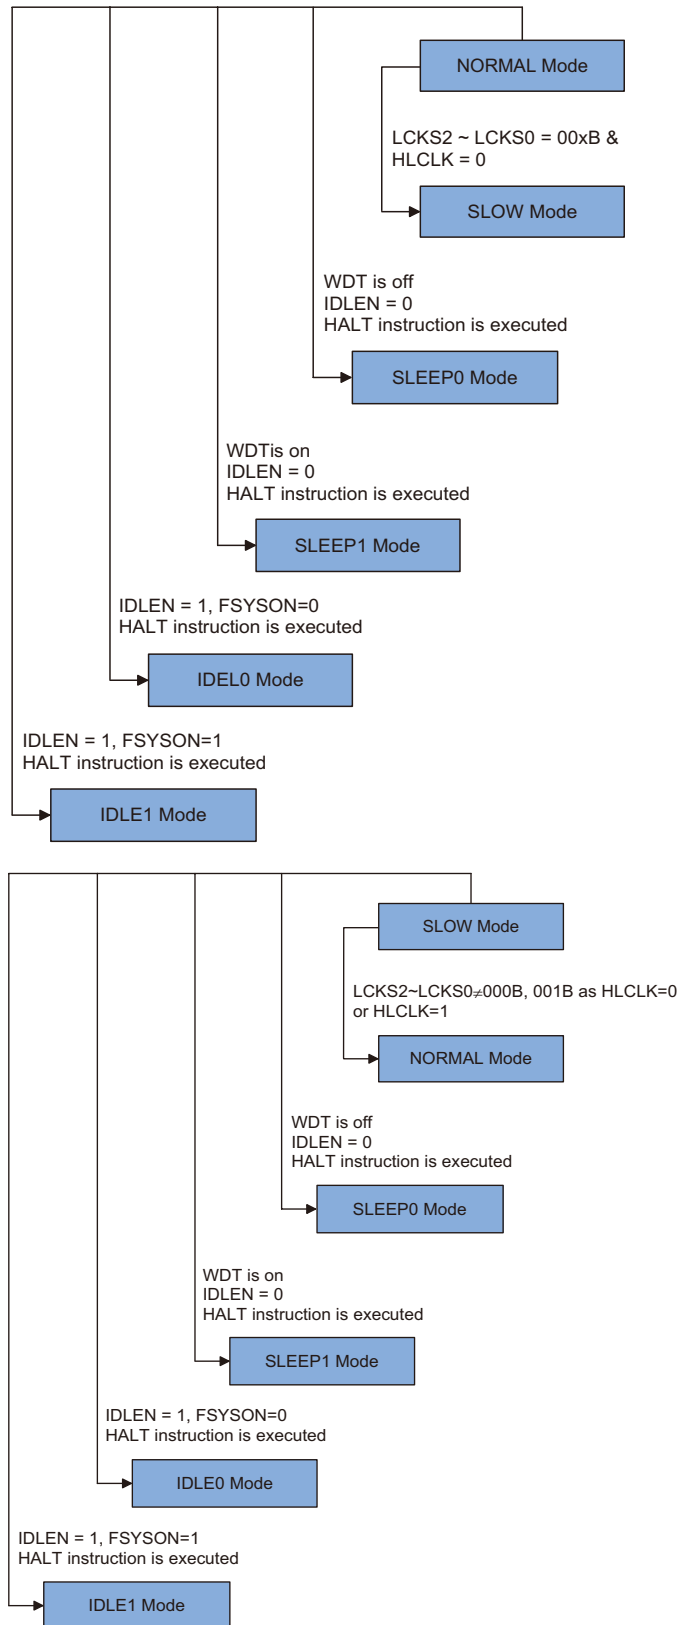 NORMAL Mode
LCKS2 ~ LCKS0 = 00xB &
HLCLK = 0
SLOW Mode
WDT is off
IDLEN = 0
HALT instruction is executed
SLEEP0 Mode
WDTis on
IDLEN = 0
HALT instruction is executed
SLEEP1 Mode
IDLEN = 1, FSYSON=0
HALT instruction is executed
IDEL0 Mode
IDLEN = 1, FSYSON=1
HALT instruction is executed
IDLE1 Mode
SLOW Mode
LCKS2~LCKS0≠000B, 001B as HLCLK=0
or HLCLK=1
NORMAL Mode
WDT is off
IDLEN = 0
HALT instruction is executed
SLEEP0 Mode
WDT is on
IDLEN = 0
HALT instruction is executed
SLEEP1 Mode
IDLEN = 1, FSYSON=0
HALT instruction is executed
IDLE0 Mode
IDLEN = 1, FSYSON=1
HALT instruction is executed
IDLE1 Mode